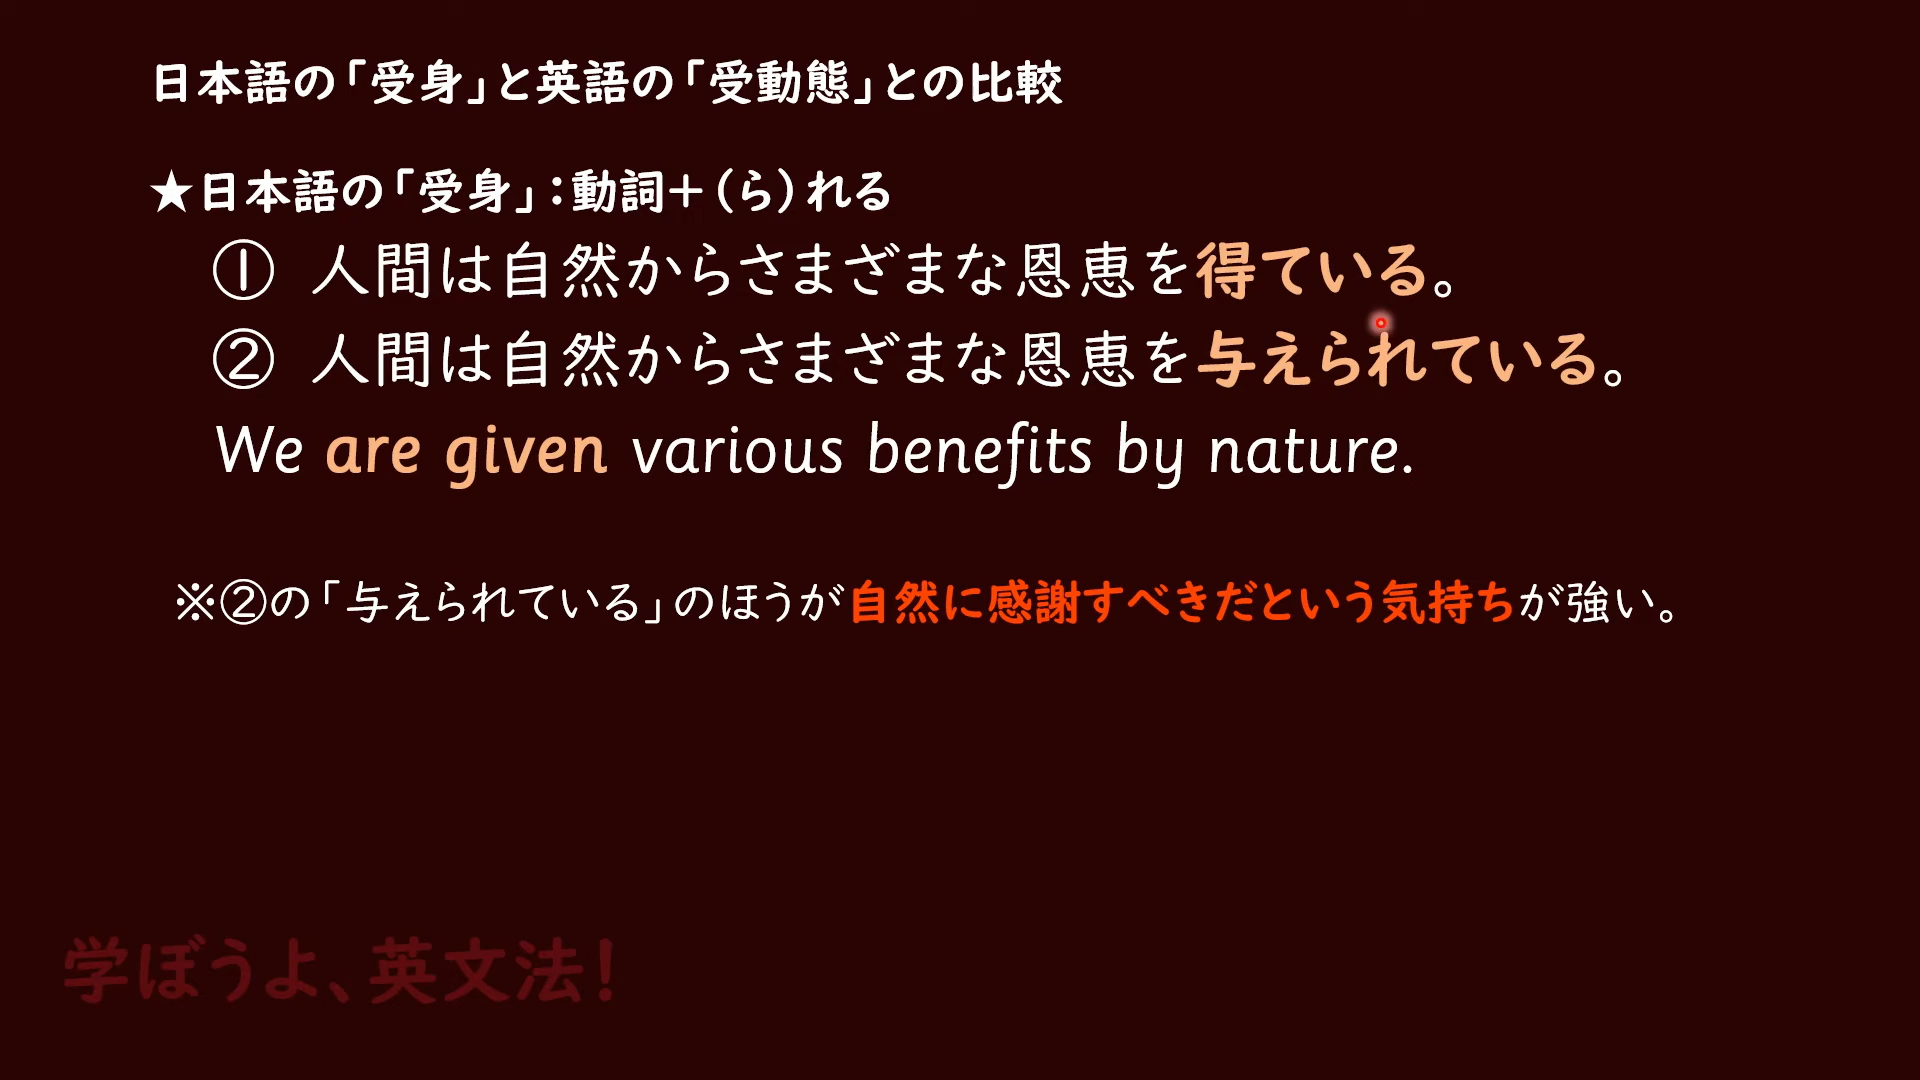 日本語の「受身」と英語の「受動態」との比較
★日本語の「受身」：動詞＋（ら）れる
① 人間は自然からさまざまな恩恵を得ている。
② 人間は自然からさまざまな恩恵を与えられている。
We are given various benefits by nature.
※②の「与えられている」のほうが自然に感謝すべきだという気持ちが強い。
学ぼうよ、英文法！